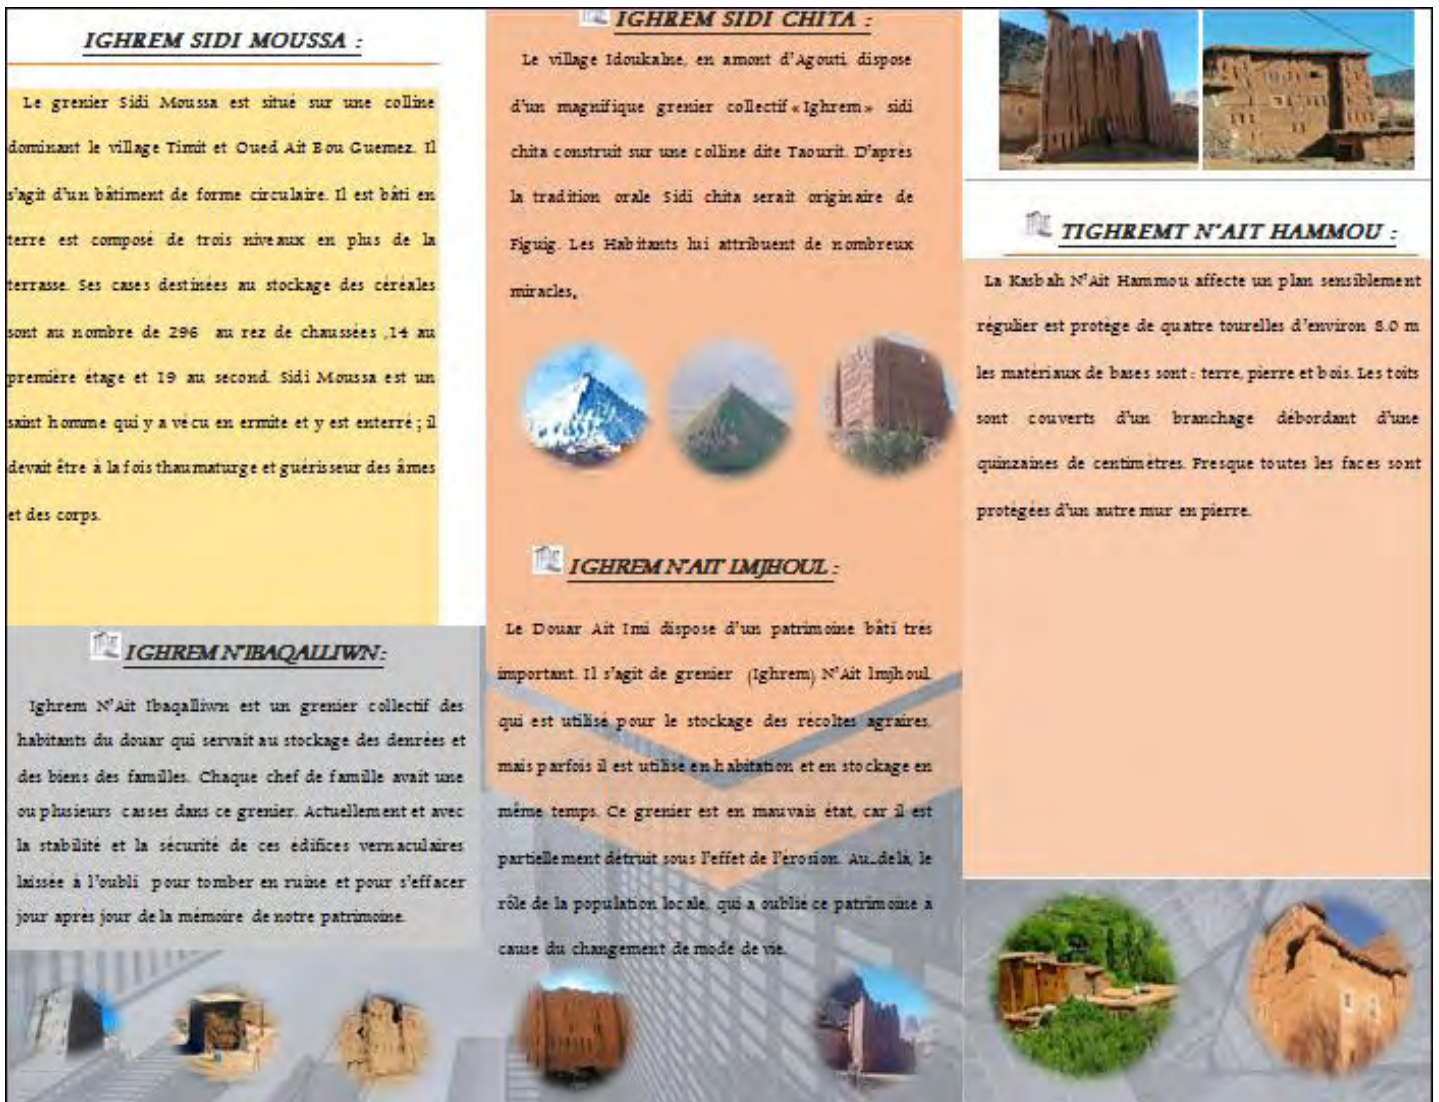 IGHREM SIDI MOUSSA :
Le grenier Sidi Moussa est situé sur une colline
dominant le village Timit et Oued Ait Bou Guemez. Il
s'agit d'un bâtiment de forme circulaire. Il est bâti en
terre est composé de trois niveaux en plus de la
terrasse. Ses cases destinées au stockage des céréales
sont au nombre de 296 au rez de chaussées ,14 au
première étage et 19 au second. Sidi Moussa est un
saint homme qui y a vécu en ermite et y est enterré ; il
devait être à la fois thaumaturge et guérisseur des âmes
et des corps.
IGHREM N'IBAQALLIWN:
Ighrem N'Ait Ibaqalliwn est un grenier collectif des
habitants du douar qui servait au stockage des denrées et
des biens des familles. Chaque chef de famille avait une
ou plusieurs casses dans ce grenier. Actuellement et avec
la stabilité et la sécurité de ces édifices vernaculaires
laissée à l'oubli pour tomber en ruine et pour s'effacer
jour après jour de la mémoire de notre patrimoine.
IGHREM SIDI CHITA :
Le village Idoukalne, en amont d'Agouti, dispose
d'un magnifique grenier collectif « Ighrem » sidi
chita construit sur une colline dite Taourit. D'après
la tradition orale Sidi chita serait originaire de
Figuig. Les Habitants lui attribuent de nombreux
miracles.
IGHREM N'AIT LMJHOUL :
Le Douar Ait Imi dispose d'un patrimoine bâti très
important. Il s'agit de grenier (Ighrem) N'Ait lmjhoul
qui est utilisé pour le stockage des récoltes agraires,
mais parfois il est utilisé en habitation et en stockage en
même temps. Ce grenier est en mauvais état, car il est
partiellement détruit sous l'effet de l'érosion. Au-delà, le
rôle de la population locale, qui a oublié ce patrimoine à
cause du changement de mode de vie.
TIGHREMT N'AIT HAMMOU :
La Kasbah N'Ait Hammou affecte un plan sensiblement
régulier est protège de quatre tourelles d'environ 8.0 m
les matériaux de bases sont : terre, pierre et bois. Les toits
sont couverts d'un branchage débordant d'une
quinzaines de centimètres. Presque toutes les faces sont
protégées d'un autre mur en pierre.